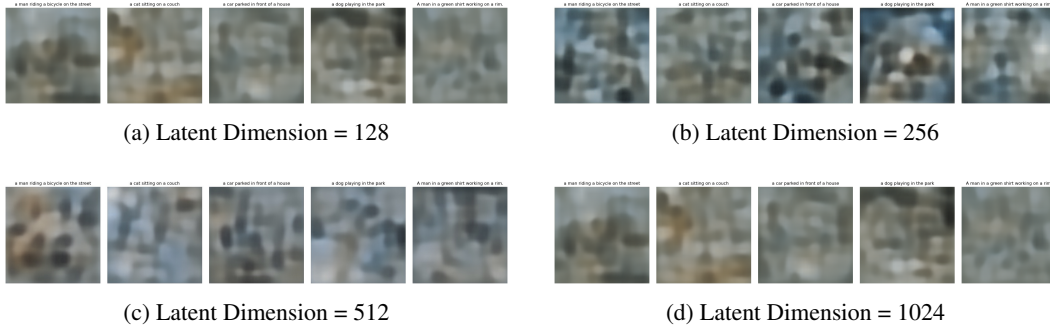 a man riding a bicycle on the street a cat sitting on a couch a car parked in front of a house a dog playing in the park A man in a green shirt working on a rim.
a man riding a bicycle on the street a cat sitting on a couch a car parked in front of a house a dog playing in the park A man in a green shirt working on a rim.
(a) Latent Dimension = 128
(b) Latent Dimension = 256
a man riding a bicycle on the street a cat sitting on a couch a car parked in front of a house a dog playing in the park A man in a green shirt working on a rim.
a man riding a bicycle on the street a cat sitting on a couch a car parked in front of a house a dog playing in the park A man in a green shirt working on a rim.
(c) Latent Dimension = 512
(d) Latent Dimension = 1024